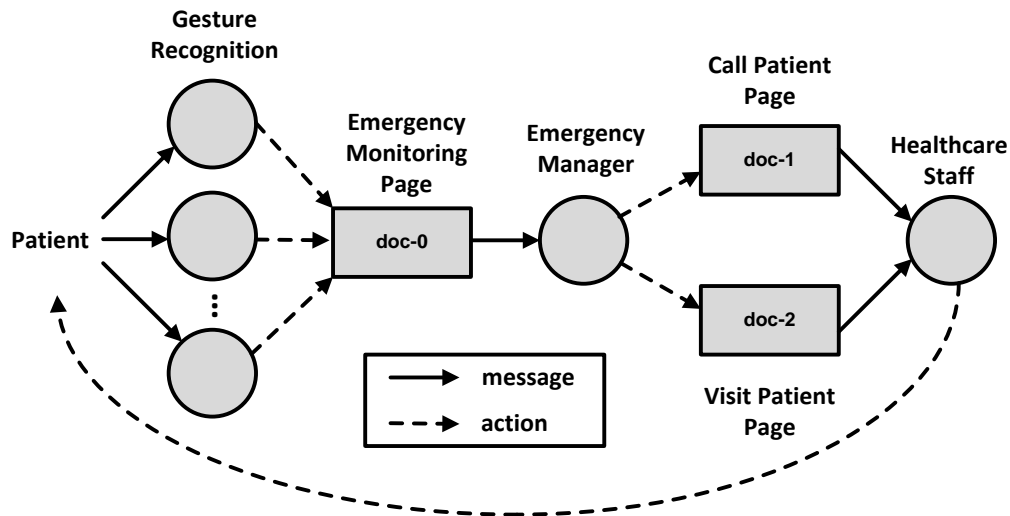 Gesture
Recognition
Emergency
Monitoring
Page
Emergency
Manager
Call Patient
Page
Healthcare
Staff
Patient
doc-0
doc-1
doc-2
Visit Patient
Page
message
action